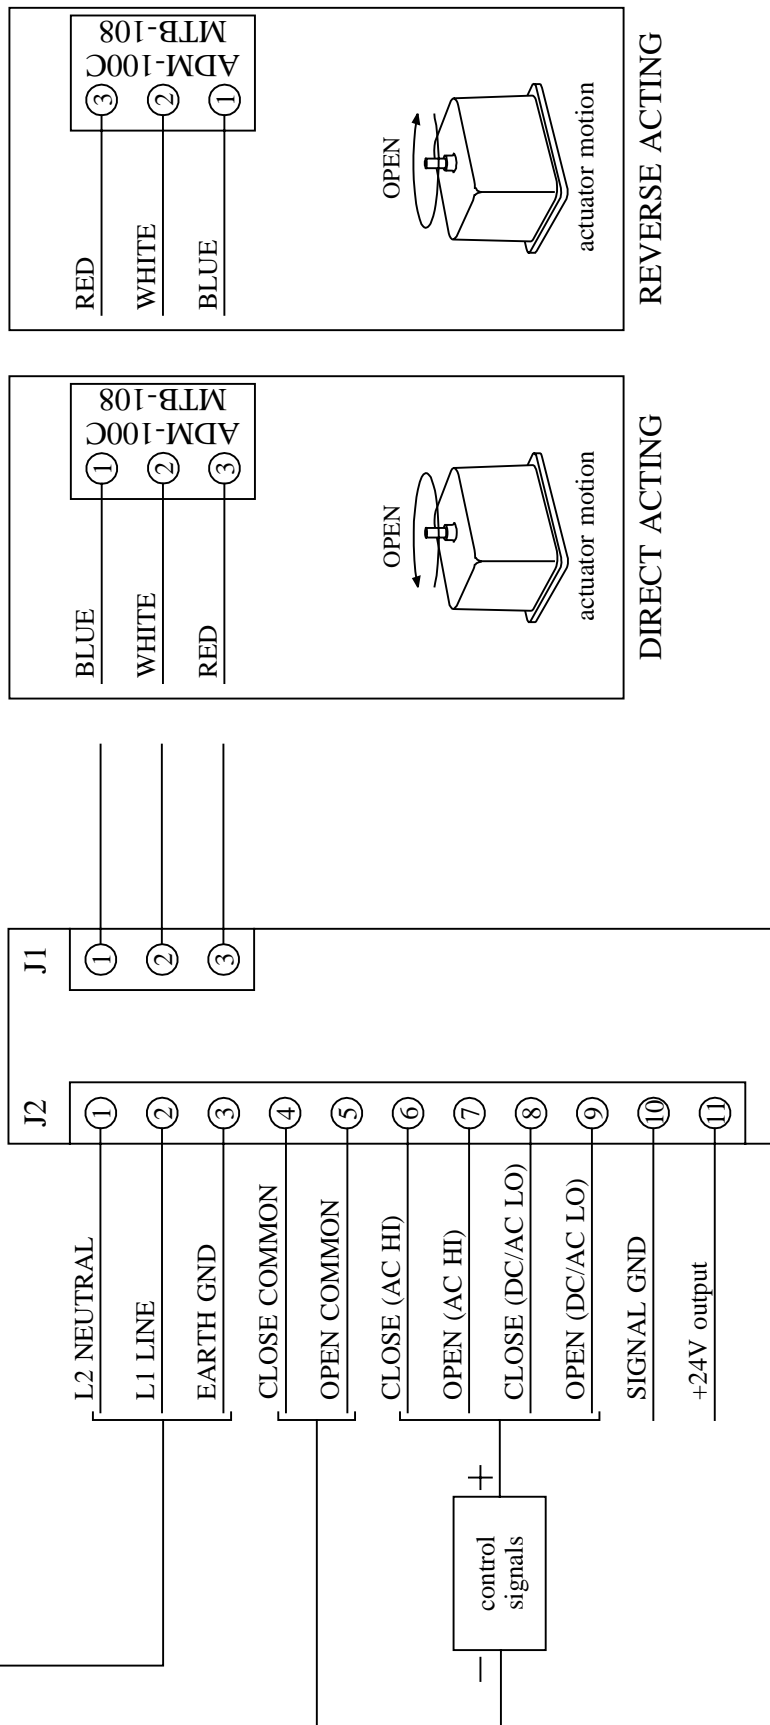 J2
1
2
3
4
5
6
7
8
9
10
11
L2 NEUTRAL
L1 LINE
EARTH GND
CLOSE COMMON
OPEN COMMON
CLOSE (AC HI)
OPEN (AC HI)
CLOSE (DC/AC LO)
OPEN (DC/AC LO)
SIGNAL GND
+24V output
−
control
signals
+
J1
1
2
3
BLUE
WHITE
RED
1
2
3
ADM-100C
MTB-108
OPEN
actuator motion
DIRECT ACTING
RED
WHITE
BLUE
3
2
1
ADM-100C
MTB-108
OPEN
actuator motion
REVERSE ACTING